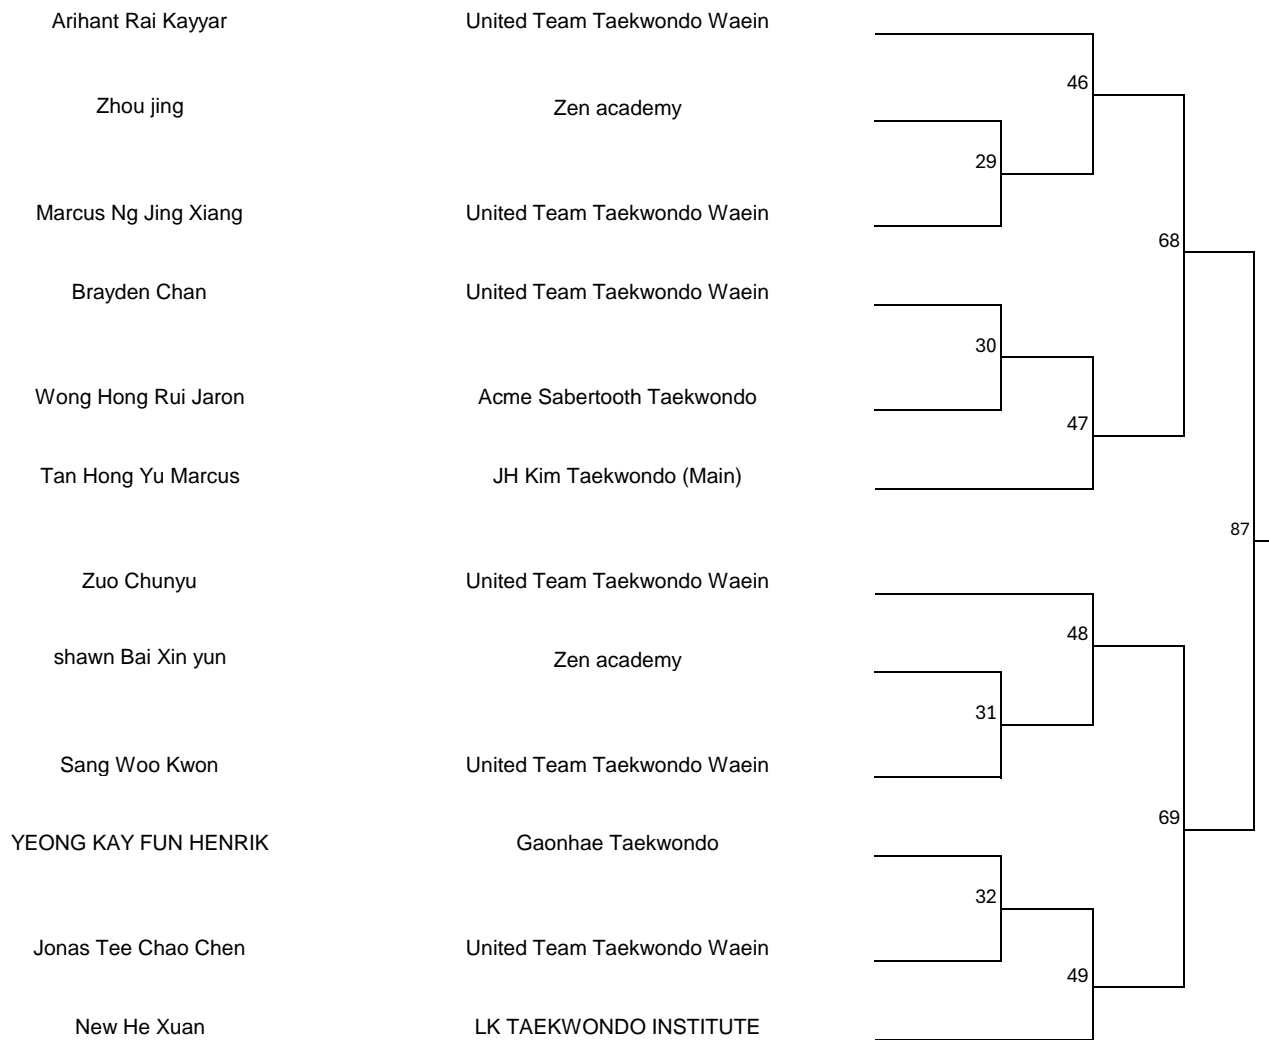 Arihant Rai Kayyar United Team Taekwondo Waein
46
Zhou jing Zen academy
29
Marcus Ng Jing Xiang United Team Taekwondo Waein
68
Brayden Chan United Team Taekwondo Waein
30
Wong Hong Rui Jaron Acme Sabertooth Taekwondo
47
Tan Hong Yu Marcus JH Kim Taekwondo (Main)
87
Zuo Chunyu United Team Taekwondo Waein
48
shawn Bai Xin yun Zen academy
31
Sang Woo Kwon United Team Taekwondo Waein
69
YEONG KAY FUN HENRIK Gaonhae Taekwondo
32
Jonas Tee Chao Chen United Team Taekwondo Waein
49
New He Xuan LK TAEKWONDO INSTITUTE